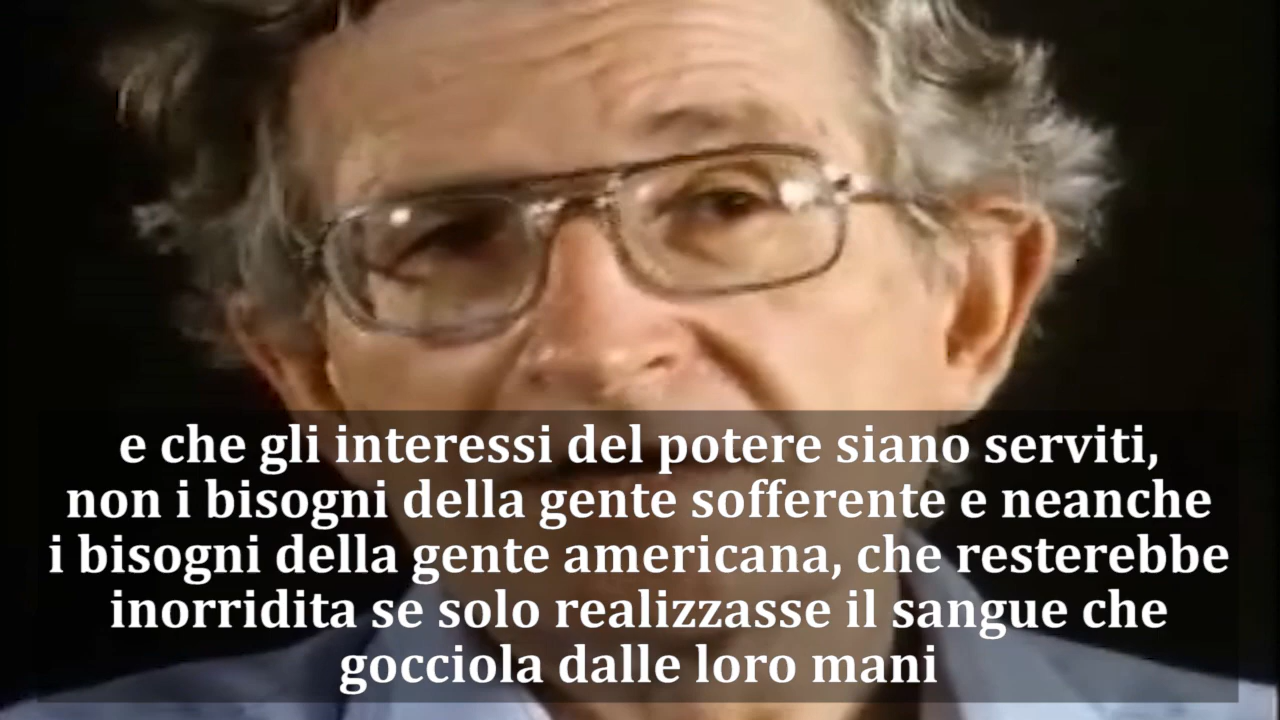 e che gli interessi del potere siano serviti,
non i bisogni della gente sofferente e neanche
i bisogni della gente americana, che resterebbe
inorridita se solo realizzasse il sangue che
gocciola dalle loro mani